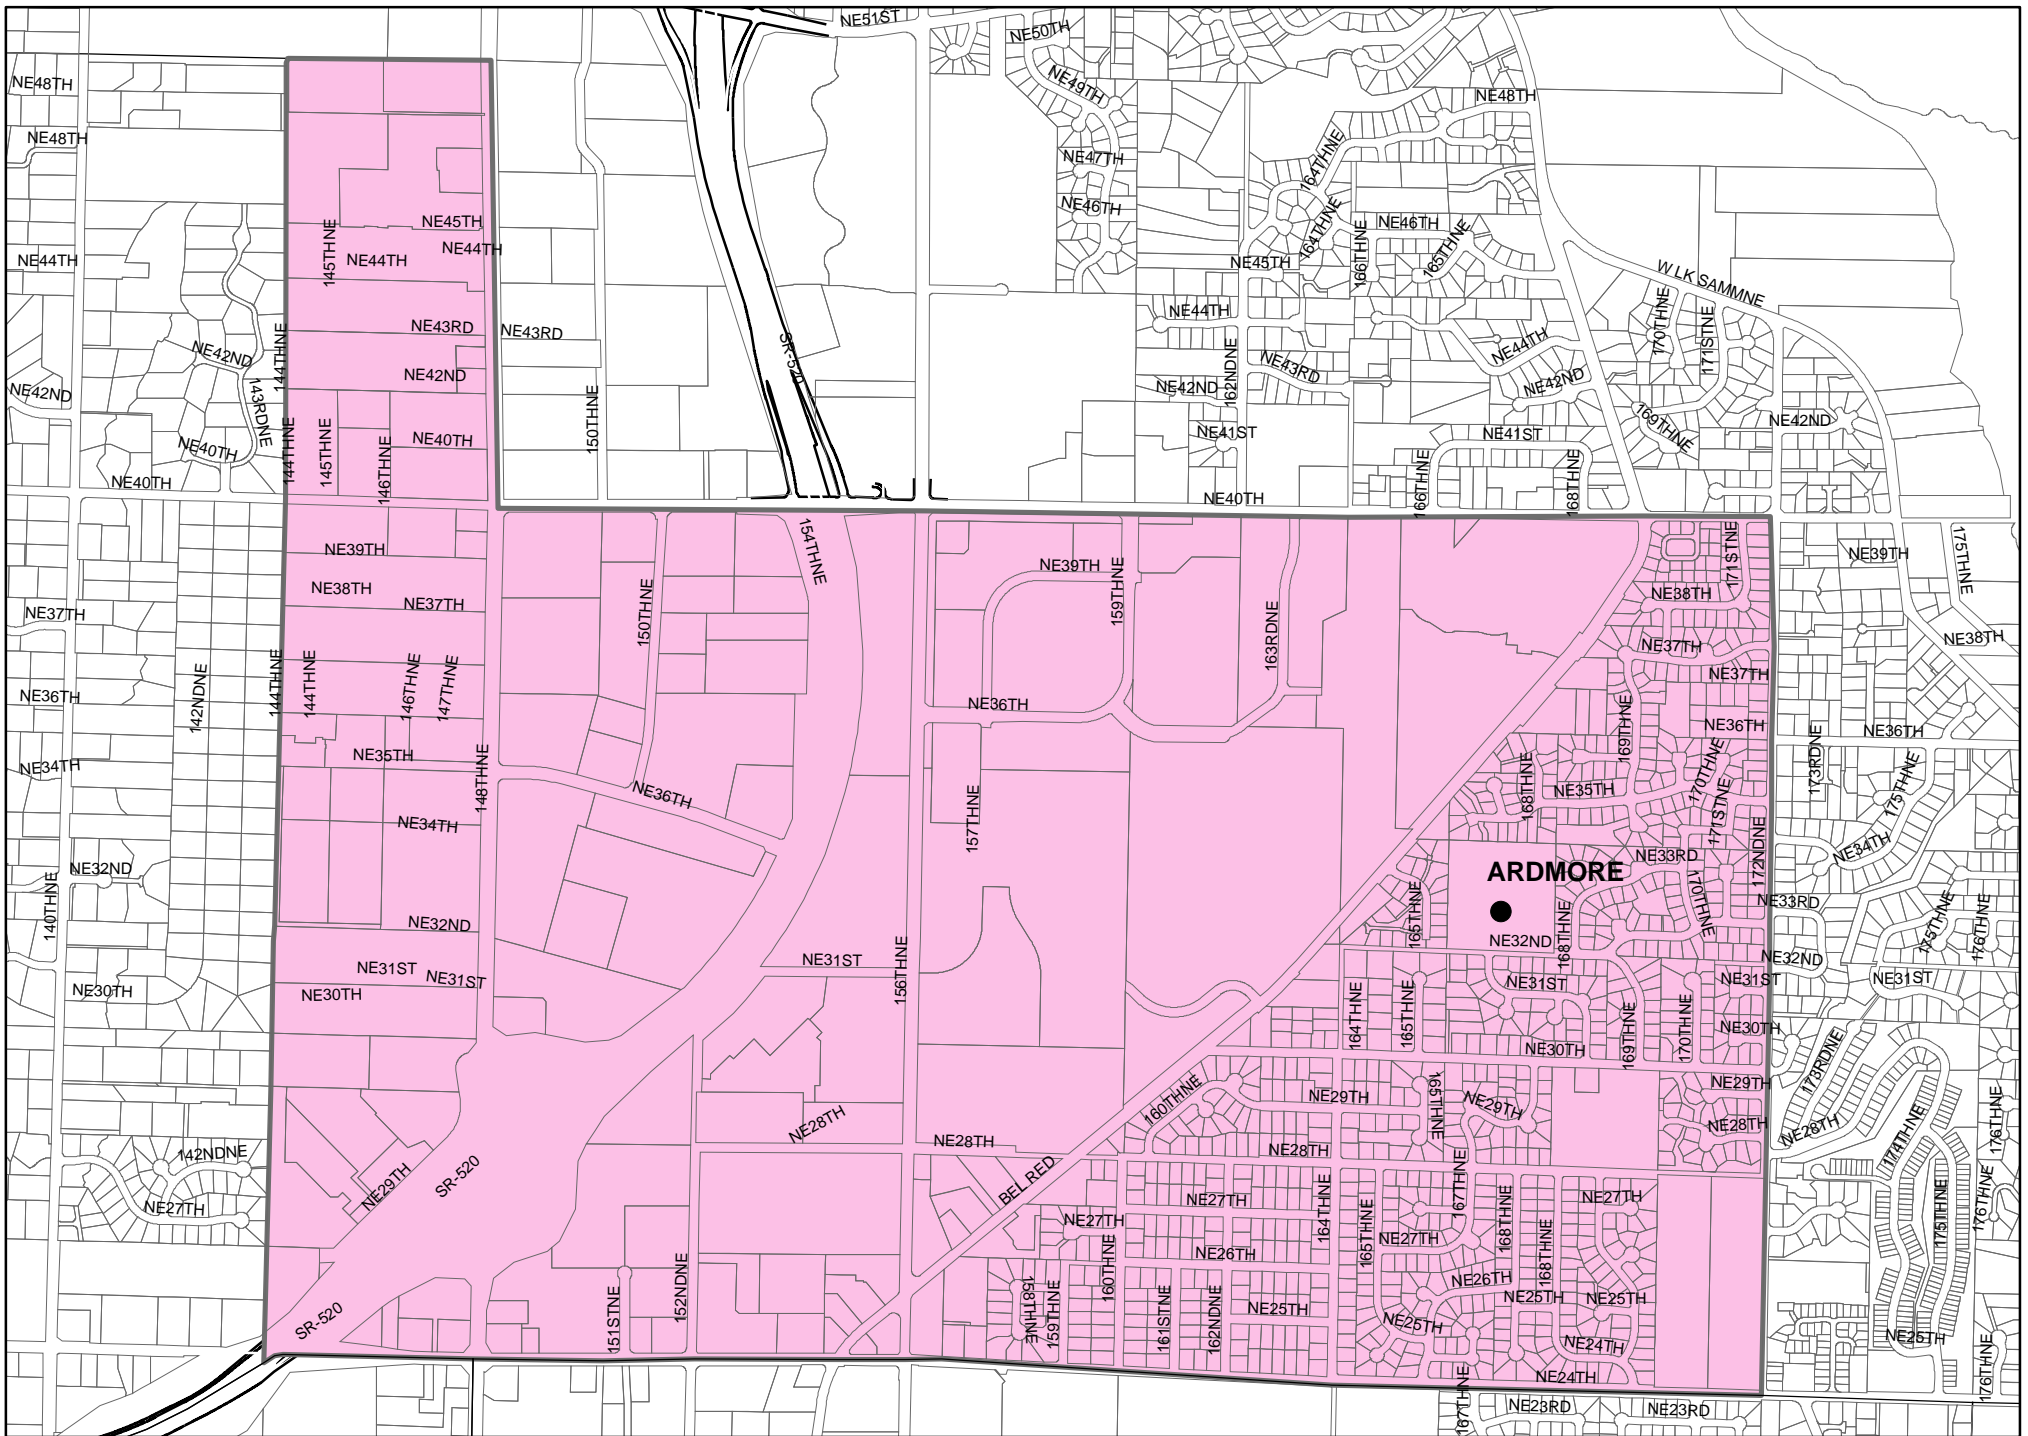 NE51ST
NE50TH
NE48TH
NE49TH
NE48TH
NE48TH
NE47TH
164THNE
NE46TH
NE45TH
145THNE
NE44TH
NE44TH
NE44TH
164THNE
166THNE
NE46TH
165THNE
NE45TH
W LK SAMMNE
NE43RD
NE43RD
NE44TH
170THNE
171STNE
NE42ND
144THNE
SR-520
NE44TH
NE42ND
143RDNE
NE42ND
NE43RD
162NDNE
NE42ND
NE42ND
150THNE
NE41ST
169THNE
NE42ND
NE40TH
144THNE
145THNE
146THNE
NE40TH
NE41ST
NE40TH
166THNE
168THNE
NE40TH
NE39TH
154THNE
NE39TH
159THNE
171STNE
NE39TH
175THNE
NE38TH
NE37TH
150THNE
163RDNE
NE38TH
NE37TH
NE38TH
NE37TH
NE37TH
142NDNE
144THNE
144THNE
146THNE
147THNE
NE36TH
NE36TH
169THNE
NE36TH
173RDNE
NE36TH
NE35TH
148THNE
NE34TH
NE36TH
168THNE
NE35TH
170THNE
171STNE
175THNE
157THNE
NE34TH
172NDNE
NE34TH
NE32ND
ARDMORE
NE33RD
140THNE
NE32ND
165THNE
NE32ND
168THNE
170THNE
NE33RD
175THNE
176THNE
NE31ST
NE31ST
NE31ST
156THNE
NE32ND
NE31ST
NE31ST
NE31ST
NE30TH
NE30TH
164THNE
165THNE
169THNE
170THNE
NE30TH
NE30TH
173RDNE
NE29TH
160THNE
NE29TH
165THNE
NE29TH
NE28TH
NE28TH
NE28TH
NE28TH
174THNE
176THNE
142NDNE
NE28TH
NE27TH
NE29TH
SR-520
BEL RED
NE27TH
164THNE
165THNE
167THNE
168THNE
NE27TH
175THNE
176THNE
NE27TH
NE26TH
NE27TH
168THNE
160THNE
NE26TH
SR-520
151STNE
152NDNE
158THNE
159THNE
161STNE
162NDNE
NE25TH
NE25TH
NE25TH
NE25TH
NE24TH
NE25TH
176THNE
167THNE
NE24TH
NE23RD
NE23RD